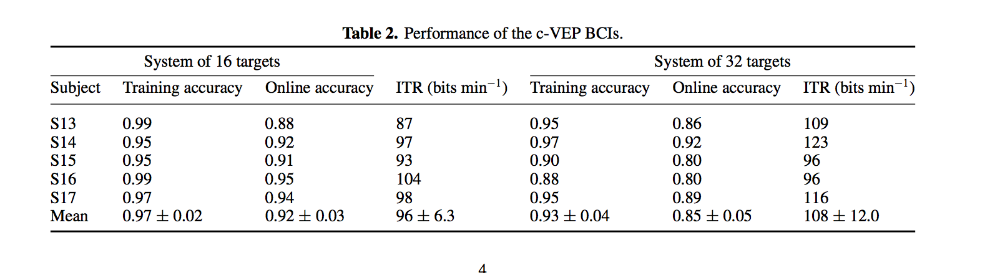 Table 2. Performance of the c-VEP BCIs.
System of 16 targets System of 32 targets
Subject Training accuracy Online accuracy ITR (bits min⁻¹) Training accuracy Online accuracy ITR (bits min⁻¹)
S13 0.99 0.88 87 0.95 0.86 109
S14 0.95 0.92 97 0.97 0.92 123
S15 0.95 0.91 93 0.90 0.80 96
S16 0.99 0.95 104 0.88 0.80 96
S17 0.97 0.94 98 0.95 0.89 116
Mean 0.97 ± 0.02 0.92 ± 0.03 96 ± 6.3 0.93 ± 0.04 0.85 ± 0.05 108 ± 12.0
4